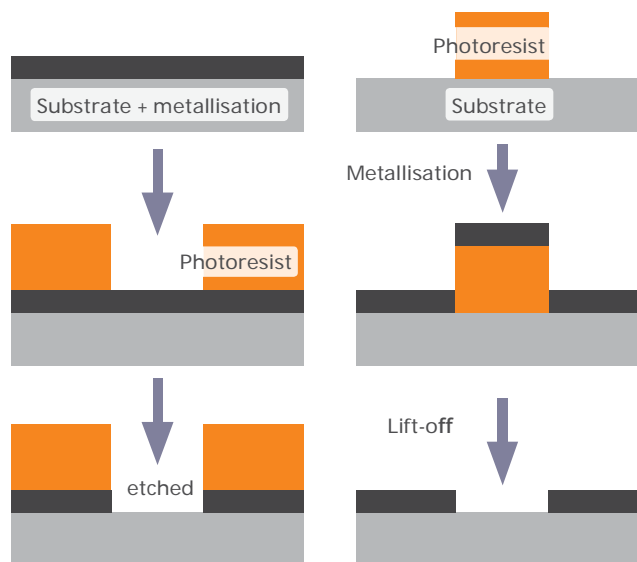 Substrate + metallisation
Photoresist
etched
Photoresist
Substrate
Metallisation
Lift-off